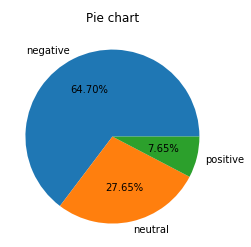 Pie chart
negative
64.70%
7.65%
positive
27.65%
neutral